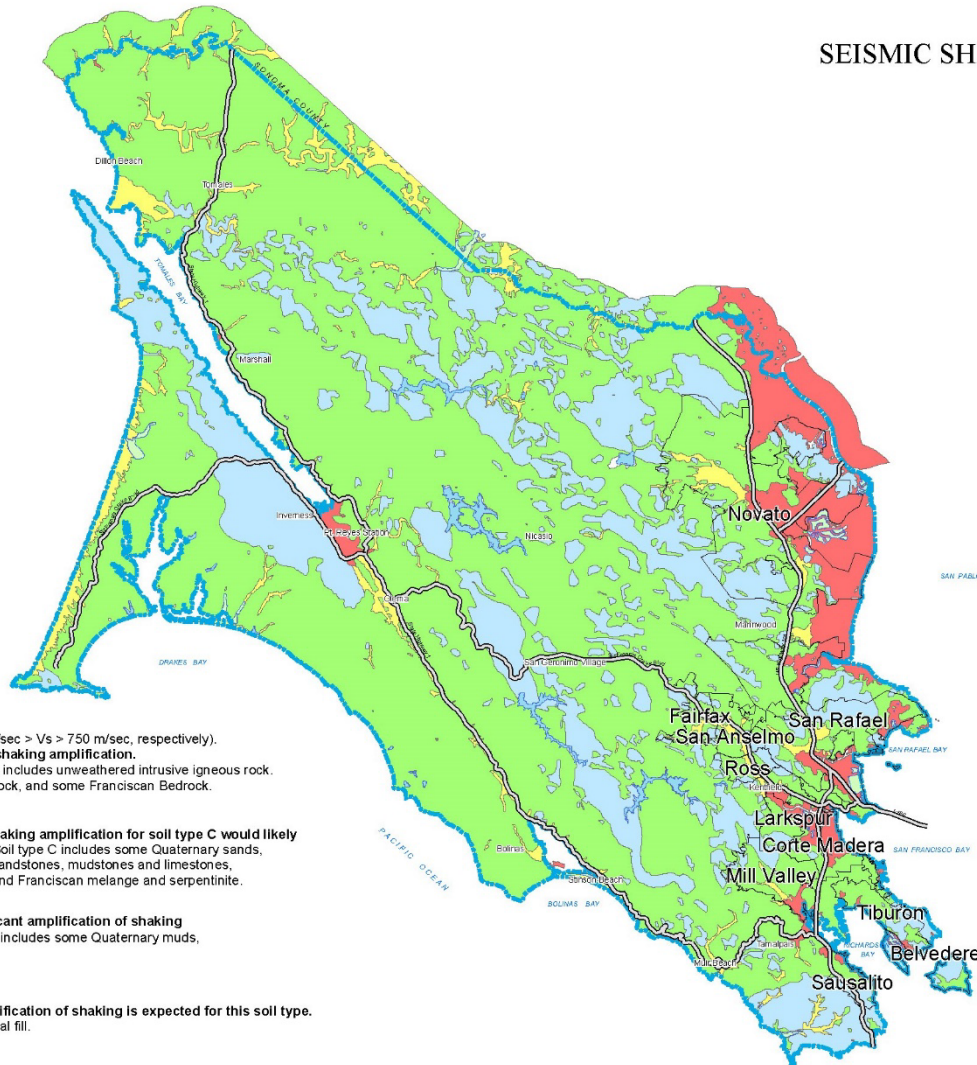 SEISMIC SH
SONOMA COUNTY
Dillon Beach
Tomales
TOMALES BAY
Marshall
Novato
Inverness
Pt. Reyes Station
Nicasio
SAN PABL
Olema
Marinwood
DRAKES BAY
San Geronimo Village
/sec > Vs > 750 m/sec, respectively).
shaking amplification.
includes unweathered intrusive igneous rock.
ock, and some Franciscan Bedrock.
Fairfax
San Rafael
San Anselmo
SAN RAFAEL BAY
Ross
Kentfield
aking amplification for soil type C would likely
Soil type C includes some Quaternary sands,
andstones, mudstones and limestones,
nd Franciscan melange and serpentinite.
Larkspur
Corte Madera
SAN FRANCISCO BAY
PACIFIC OCEAN
Bolinas
Mill Valley
Stinson Beach
BOLINAS BAY
cant amplification of shaking
includes some Quaternary muds,
Tiburon
Tamalpais
RICHARDSON
BAY
Belvedere
Muir Beach
Sausalito
ification of shaking is expected for this soil type.
al fill.